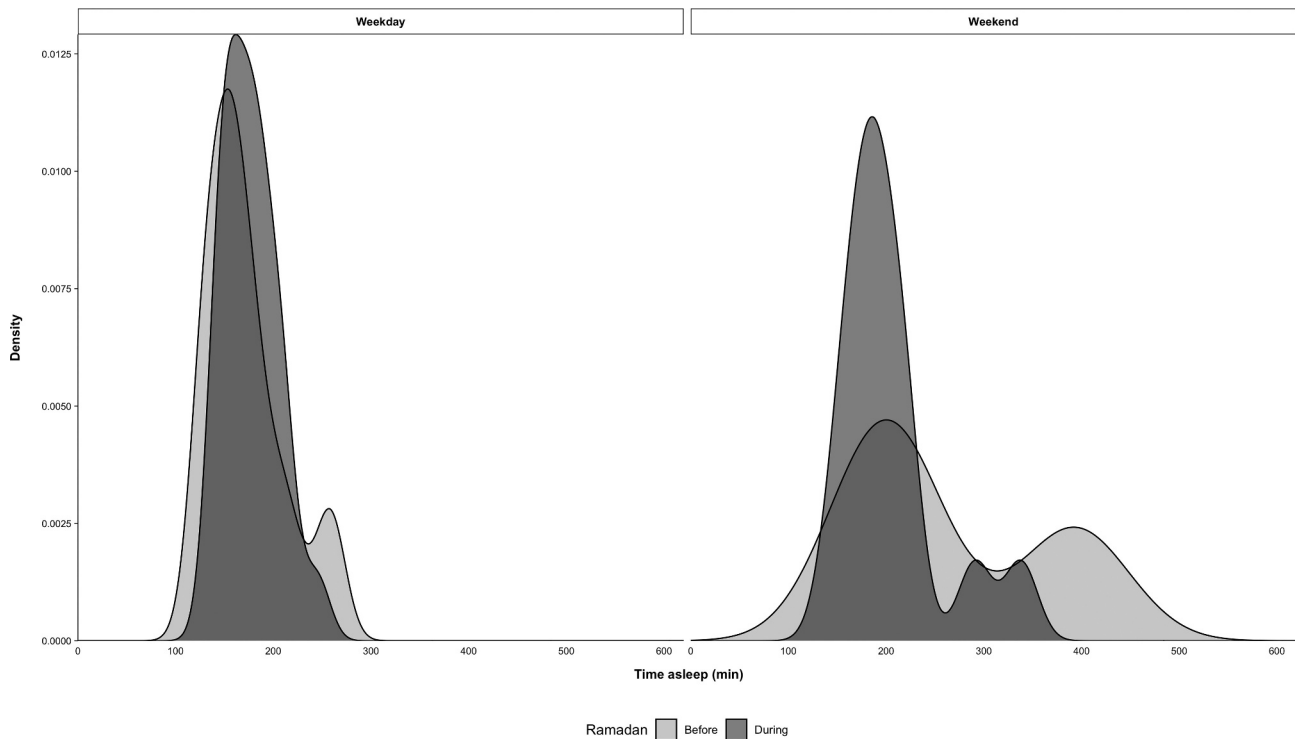 Weekday
Weekend
0.0125
0.0100
0.0075
0.0050
0.0025
0.0000
Density
0 100 200 300 400 500 600
0 100 200 300 400 500 600
Time asleep (min)
Ramadan Before During